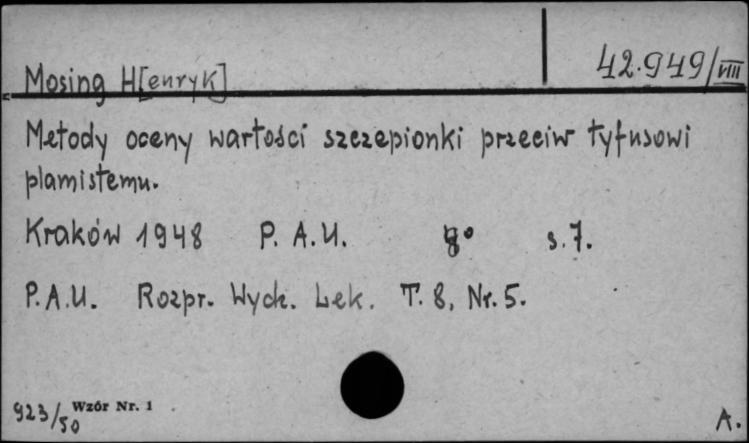 42.949/VIII
Mosing H[enryk]
Metody oceny wartości szczepionki przeciw tyfusowi
plamistemu.
Kraków 1948 P. A. U. 8° s. 7.
P. A. U. Rozpr. Wydz. Lek. T. 8, Nr. 5.
923/50 Wzór Nr. 1
A.